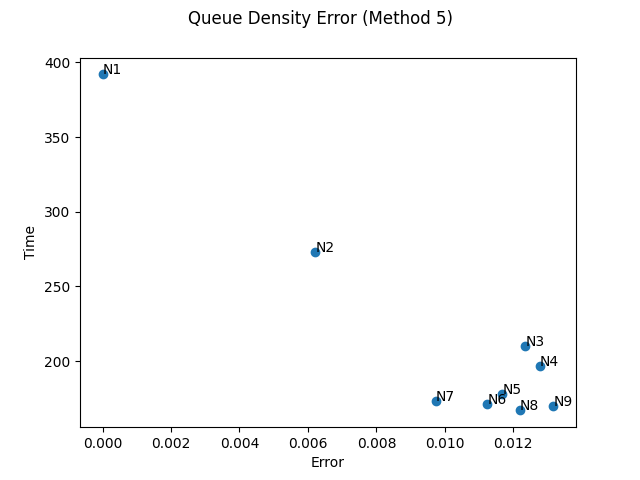 Queue Density Error (Method 5)
400
350
300
250
200
Time
N1
N2
N3
N4
N5
N6
N7
N8
N9
0.000
0.002
0.004
0.006
0.008
0.010
0.012
Error